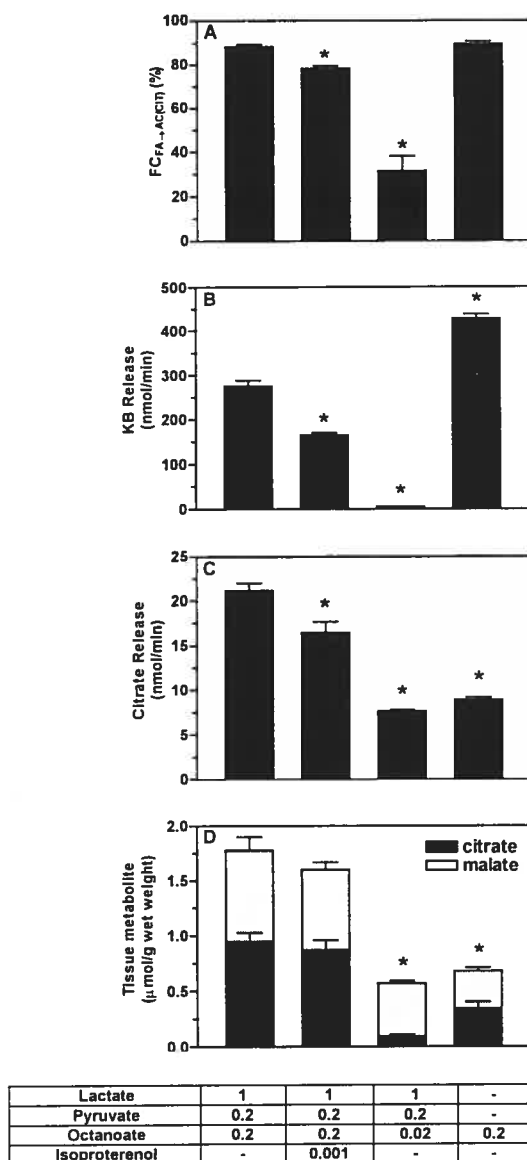 A
FC FA→AC(CIT) (%)
100
80
60
40
20
0
*
*
B
KB Release
(nmol/min)
500
400
300
200
100
0
*
*
*
C
Citrate Release
(nmol/min)
25
20
15
10
5
0
*
*
*
D
Tissue metabolite
(μmol/g wet weight)
2.0
1.5
1.0
0.5
0.0
citrate
malate
*
*
Lactate 1 1 1 -
Pyruvate 0.2 0.2 0.2 -
Octanoate 0.2 0.2 0.02 0.2
Isoproterenol - 0.001 - -